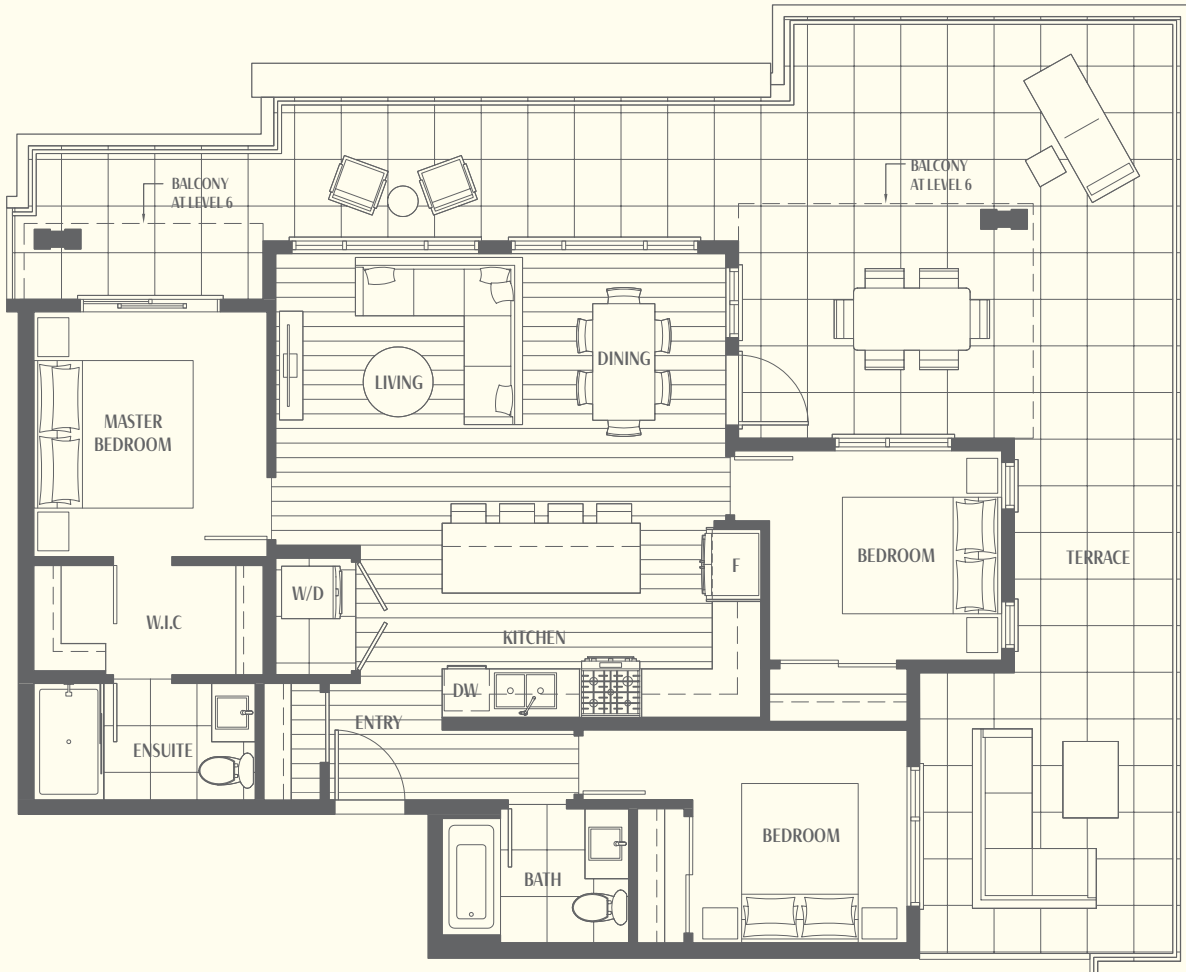 BALCONY
AT LEVEL 6
BALCONY
AT LEVEL 6
LIVING
DINING
MASTER
BEDROOM
BEDROOM
TERRACE
F
W/D
W.I.C
KITCHEN
DW
ENTRY
ENSUITE
BEDROOM
BATH